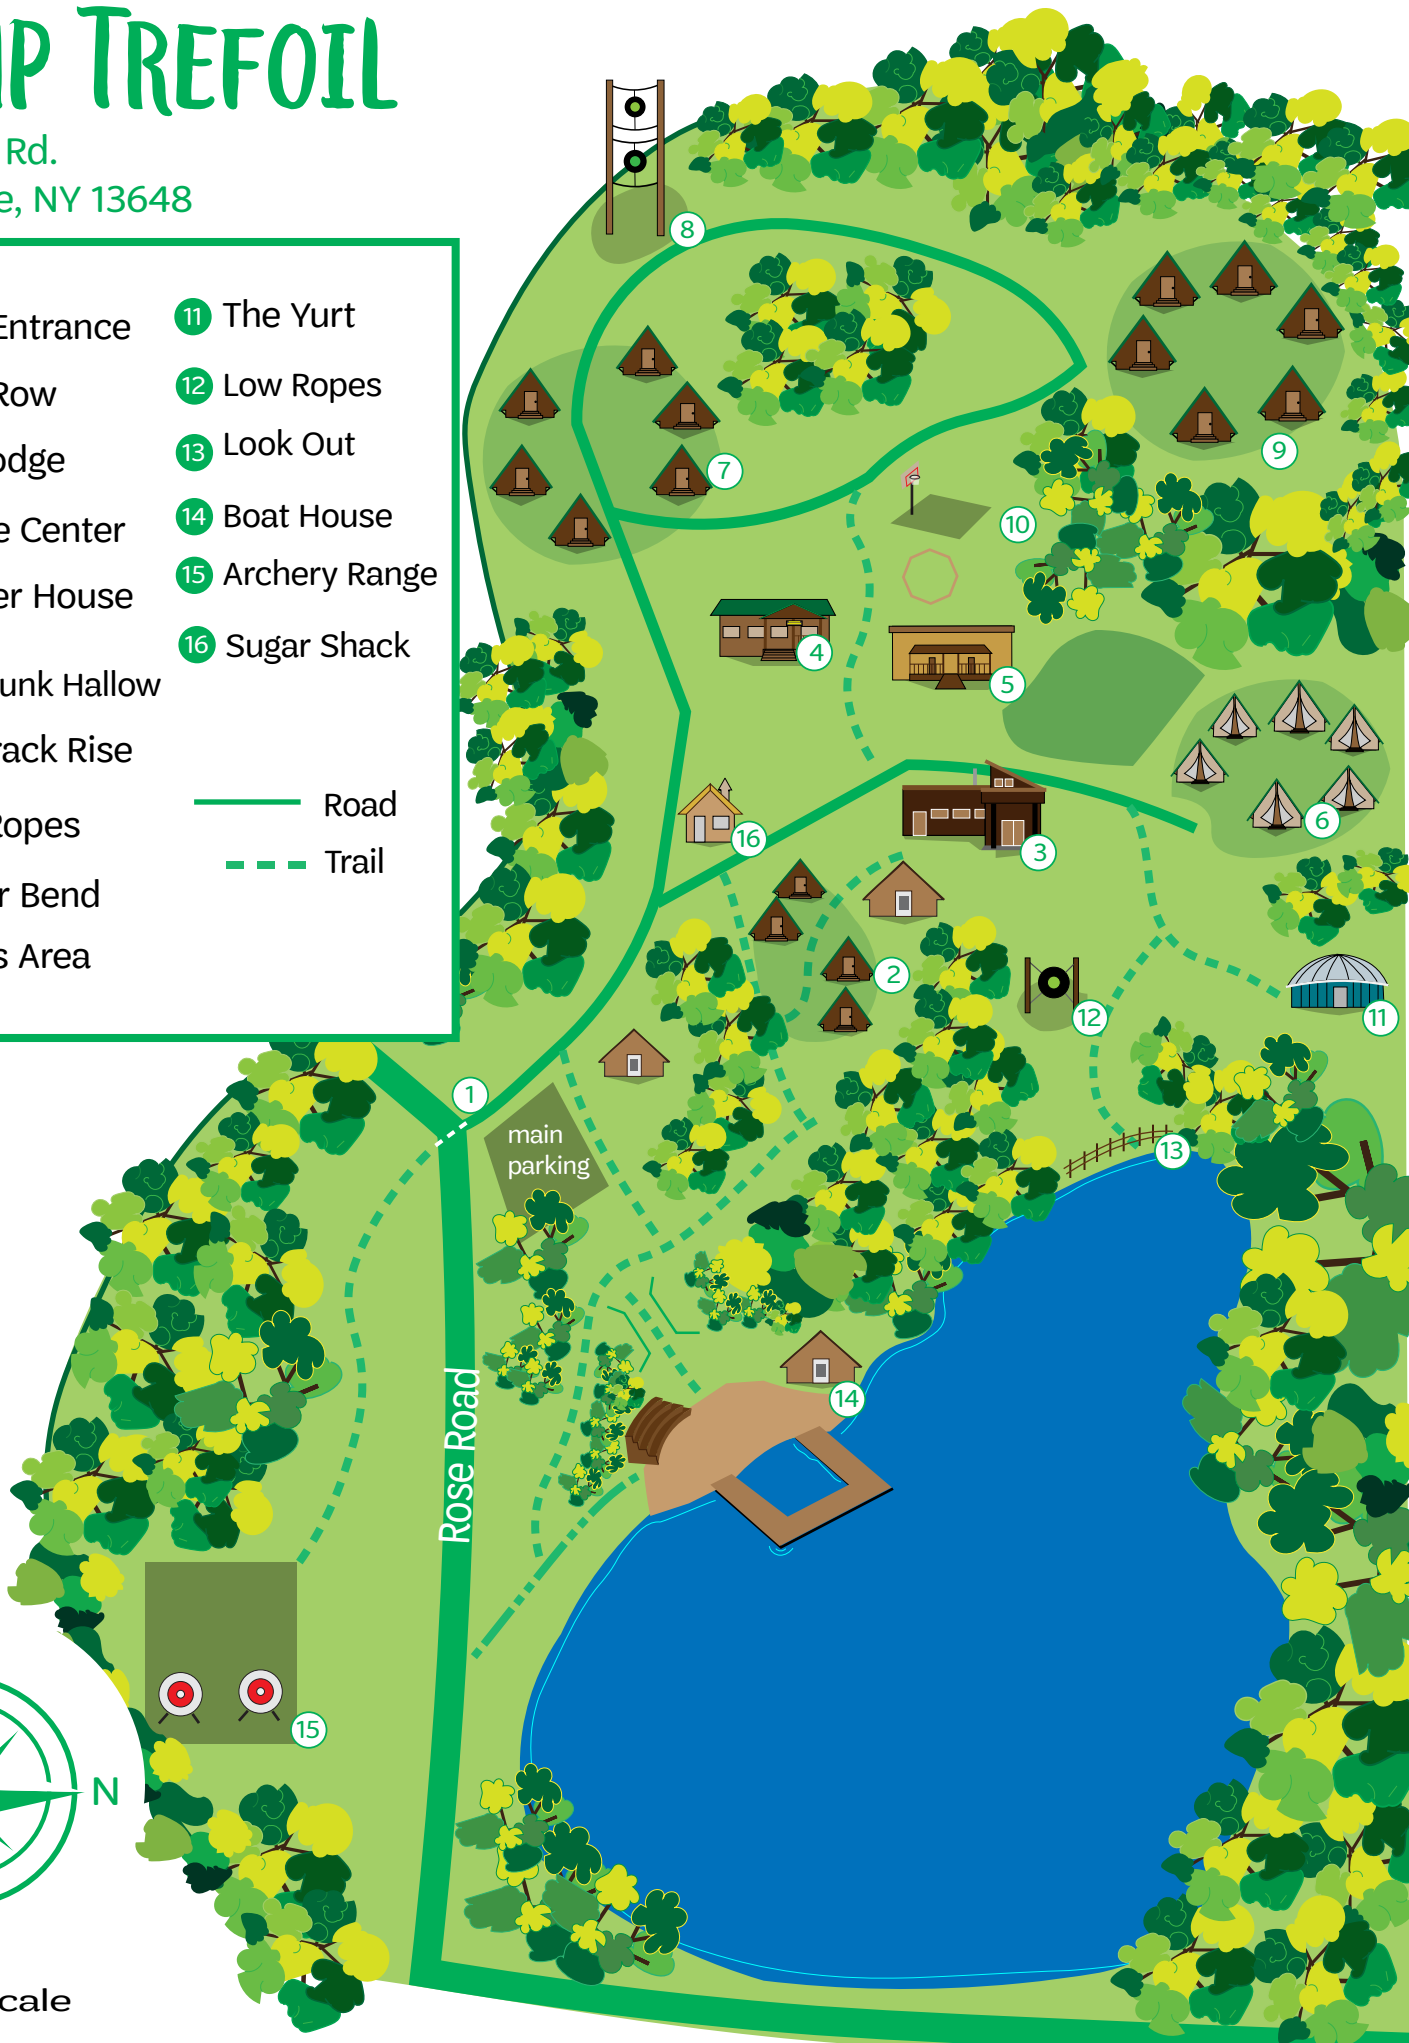 MP TREFOIL
Rd.
e, NY 13648
Entrance
Row
odge
e Center
er House
unk Hallow
rack Rise
Ropes
r Bend
s Area
11 The Yurt
12 Low Ropes
13 Look Out
14 Boat House
15 Archery Range
16 Sugar Shack
Road
Trail
8
7
9
10
4
5
6
16
3
2
12
11
1
main
parking
13
14
Rose Road
15
N
cale